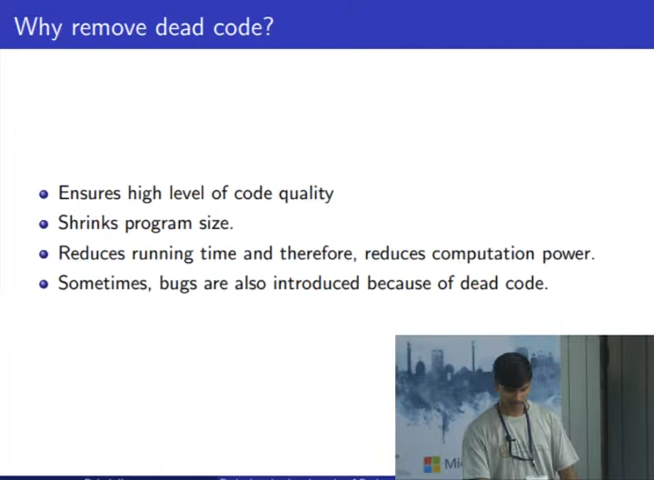 Why remove dead code?
Ensures high level of code quality
Shrinks program size.
Reduces running time and therefore, reduces computation power.
Sometimes, bugs are also introduced because of dead code.
Mi